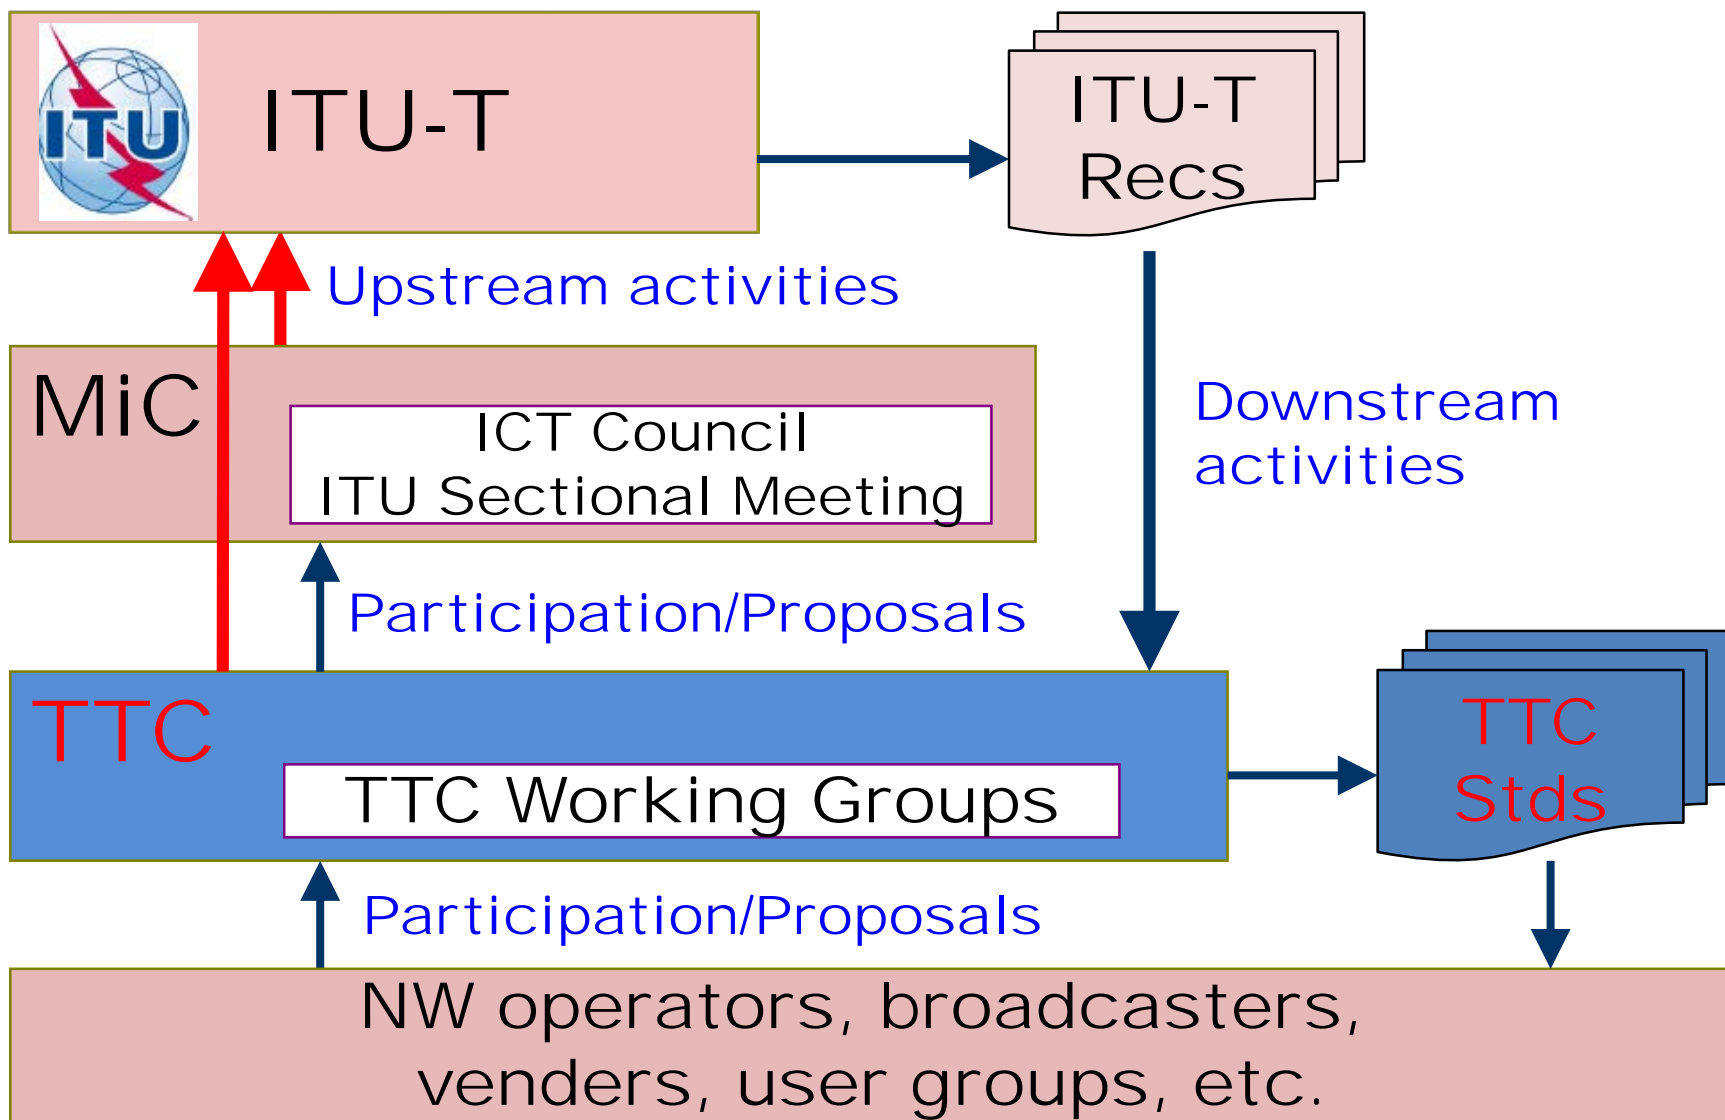 ITU
ITU-T
ITU-T
Recs
Upstream activities
MiC
ICT Council
ITU Sectional Meeting
Downstream
activities
Participation/Proposals
TTC
TTC Working Groups
TTC
Stds
Participation/Proposals
NW operators, broadcasters,
venders, user groups, etc.